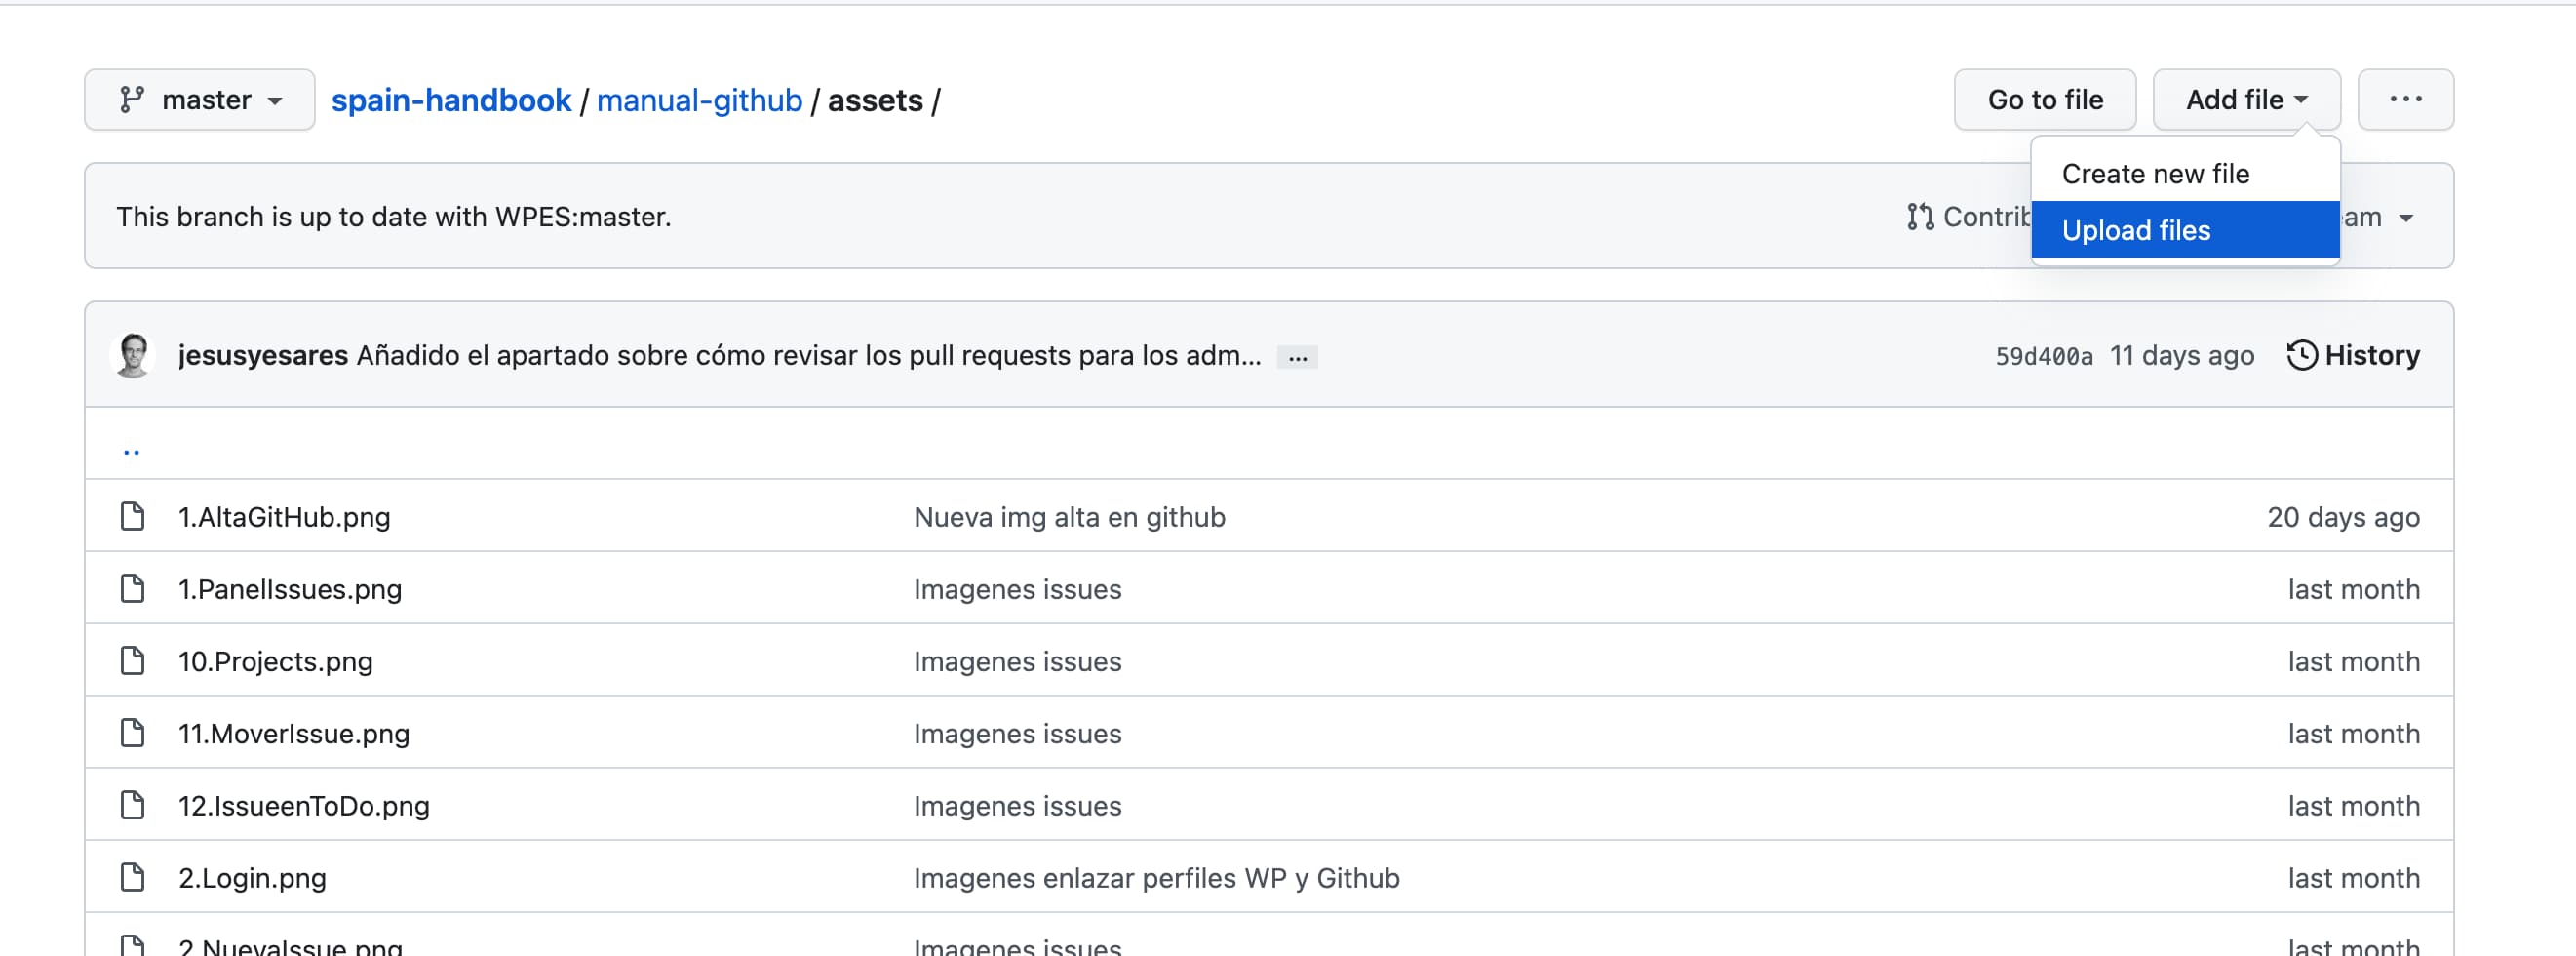 master spain-handbook / manual-github / assets / Go to file Add file ...
Create new file
This branch is up to date with WPES:master. Contrib
Upload files
jesusyesares Añadido el apartado sobre cómo revisar los pull requests para los adm... ... 59d400a 11 days ago History
..
1.AltaGitHub.png Nueva img alta en github 20 days ago
1.PanelIssues.png Imagenes issues last month
10.Projects.png Imagenes issues last month
11.MoverIssue.png Imagenes issues last month
12.IssueenToDo.png Imagenes issues last month
2.Login.png Imagenes enlazar perfiles WP y Github last month
2.NuevaIssue.png Imagenes issues last month